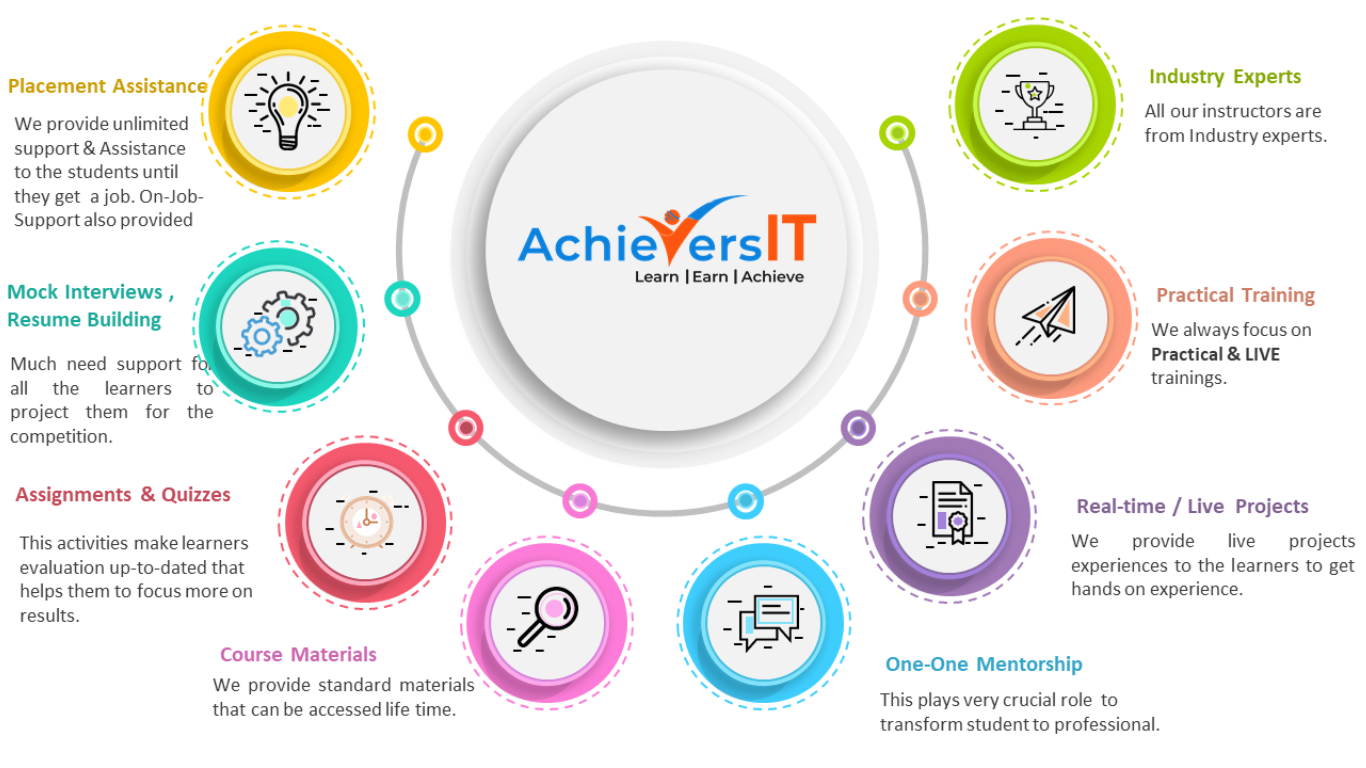 Placement Assistance
We provide unlimited
support & Assistance
to the students until
they get a job. On-Job-
Support also provided
Mock Interviews ,
Resume Building
Much need support for
all the learners to
project them for the
competition.
Assignments & Quizzes
This activities make learners
evaluation up-to-dated that
helps them to focus more on
results.
Course Materials
We provide standard materials
that can be accessed life time.
AchieversIT
Learn | Earn | Achieve
Industry Experts
All our instructors are
from Industry experts.
Practical Training
We always focus on
Practical & LIVE
trainings.
Real-time / Live Projects
We provide live projects
experiences to the learners to get
hands on experience.
One-One Mentorship
This plays very crucial role to
transform student to professional.